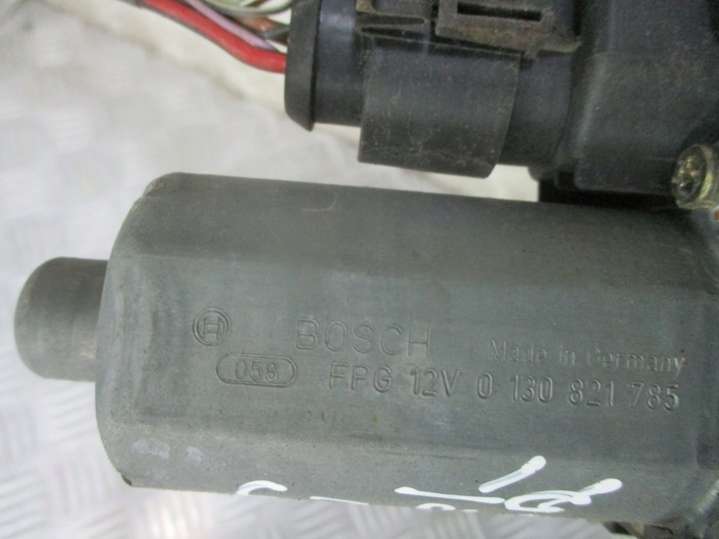 BOSCH Made in Germany
058 FPG 12V 0 130 821 785